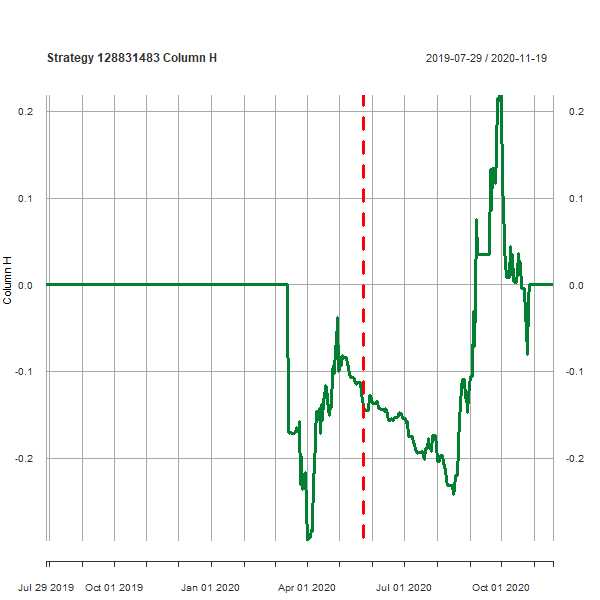 Strategy 128831483 Column H
2019-07-29 / 2020-11-19
0.2 0.2
0.1 0.1
0.0 0.0
-0.1 -0.1
-0.2 -0.2
Column H
Jul 29 2019 Oct 01 2019 Jan 01 2020 Apr 01 2020 Jul 01 2020 Oct 01 2020